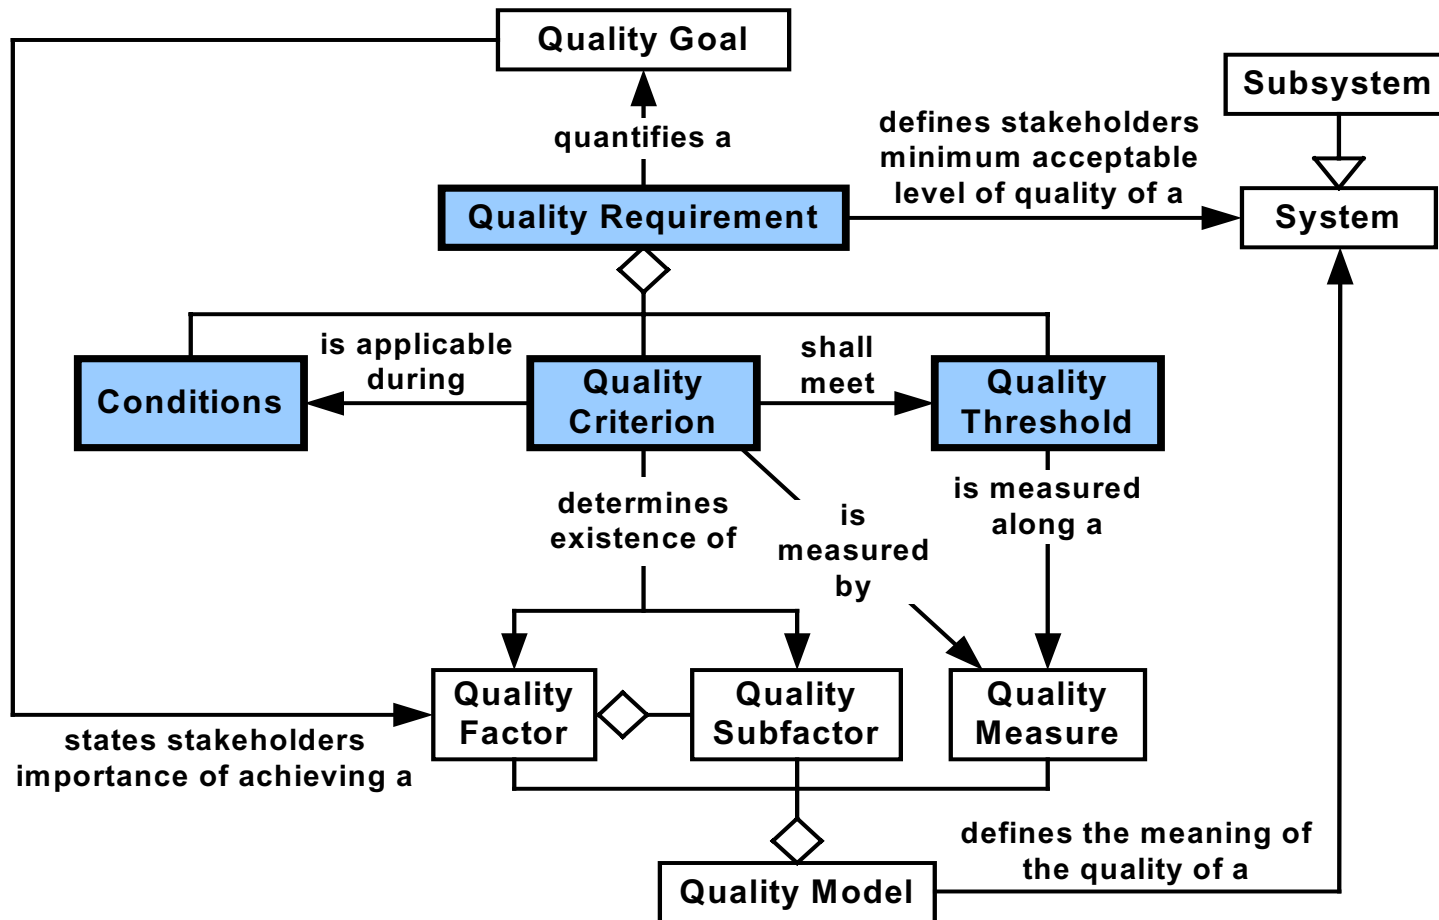 Quality Goal
Subsystem
quantifies a
defines stakeholders
minimum acceptable
level of quality of a
Quality Requirement
System
is applicable
during
shall
meet
Conditions
Quality
Criterion
Quality
Threshold
determines
existence of
is
measured
by
is measured
along a
Quality
Factor
Quality
Subfactor
Quality
Measure
states stakeholders
importance of achieving a
defines the meaning of
the quality of a
Quality Model